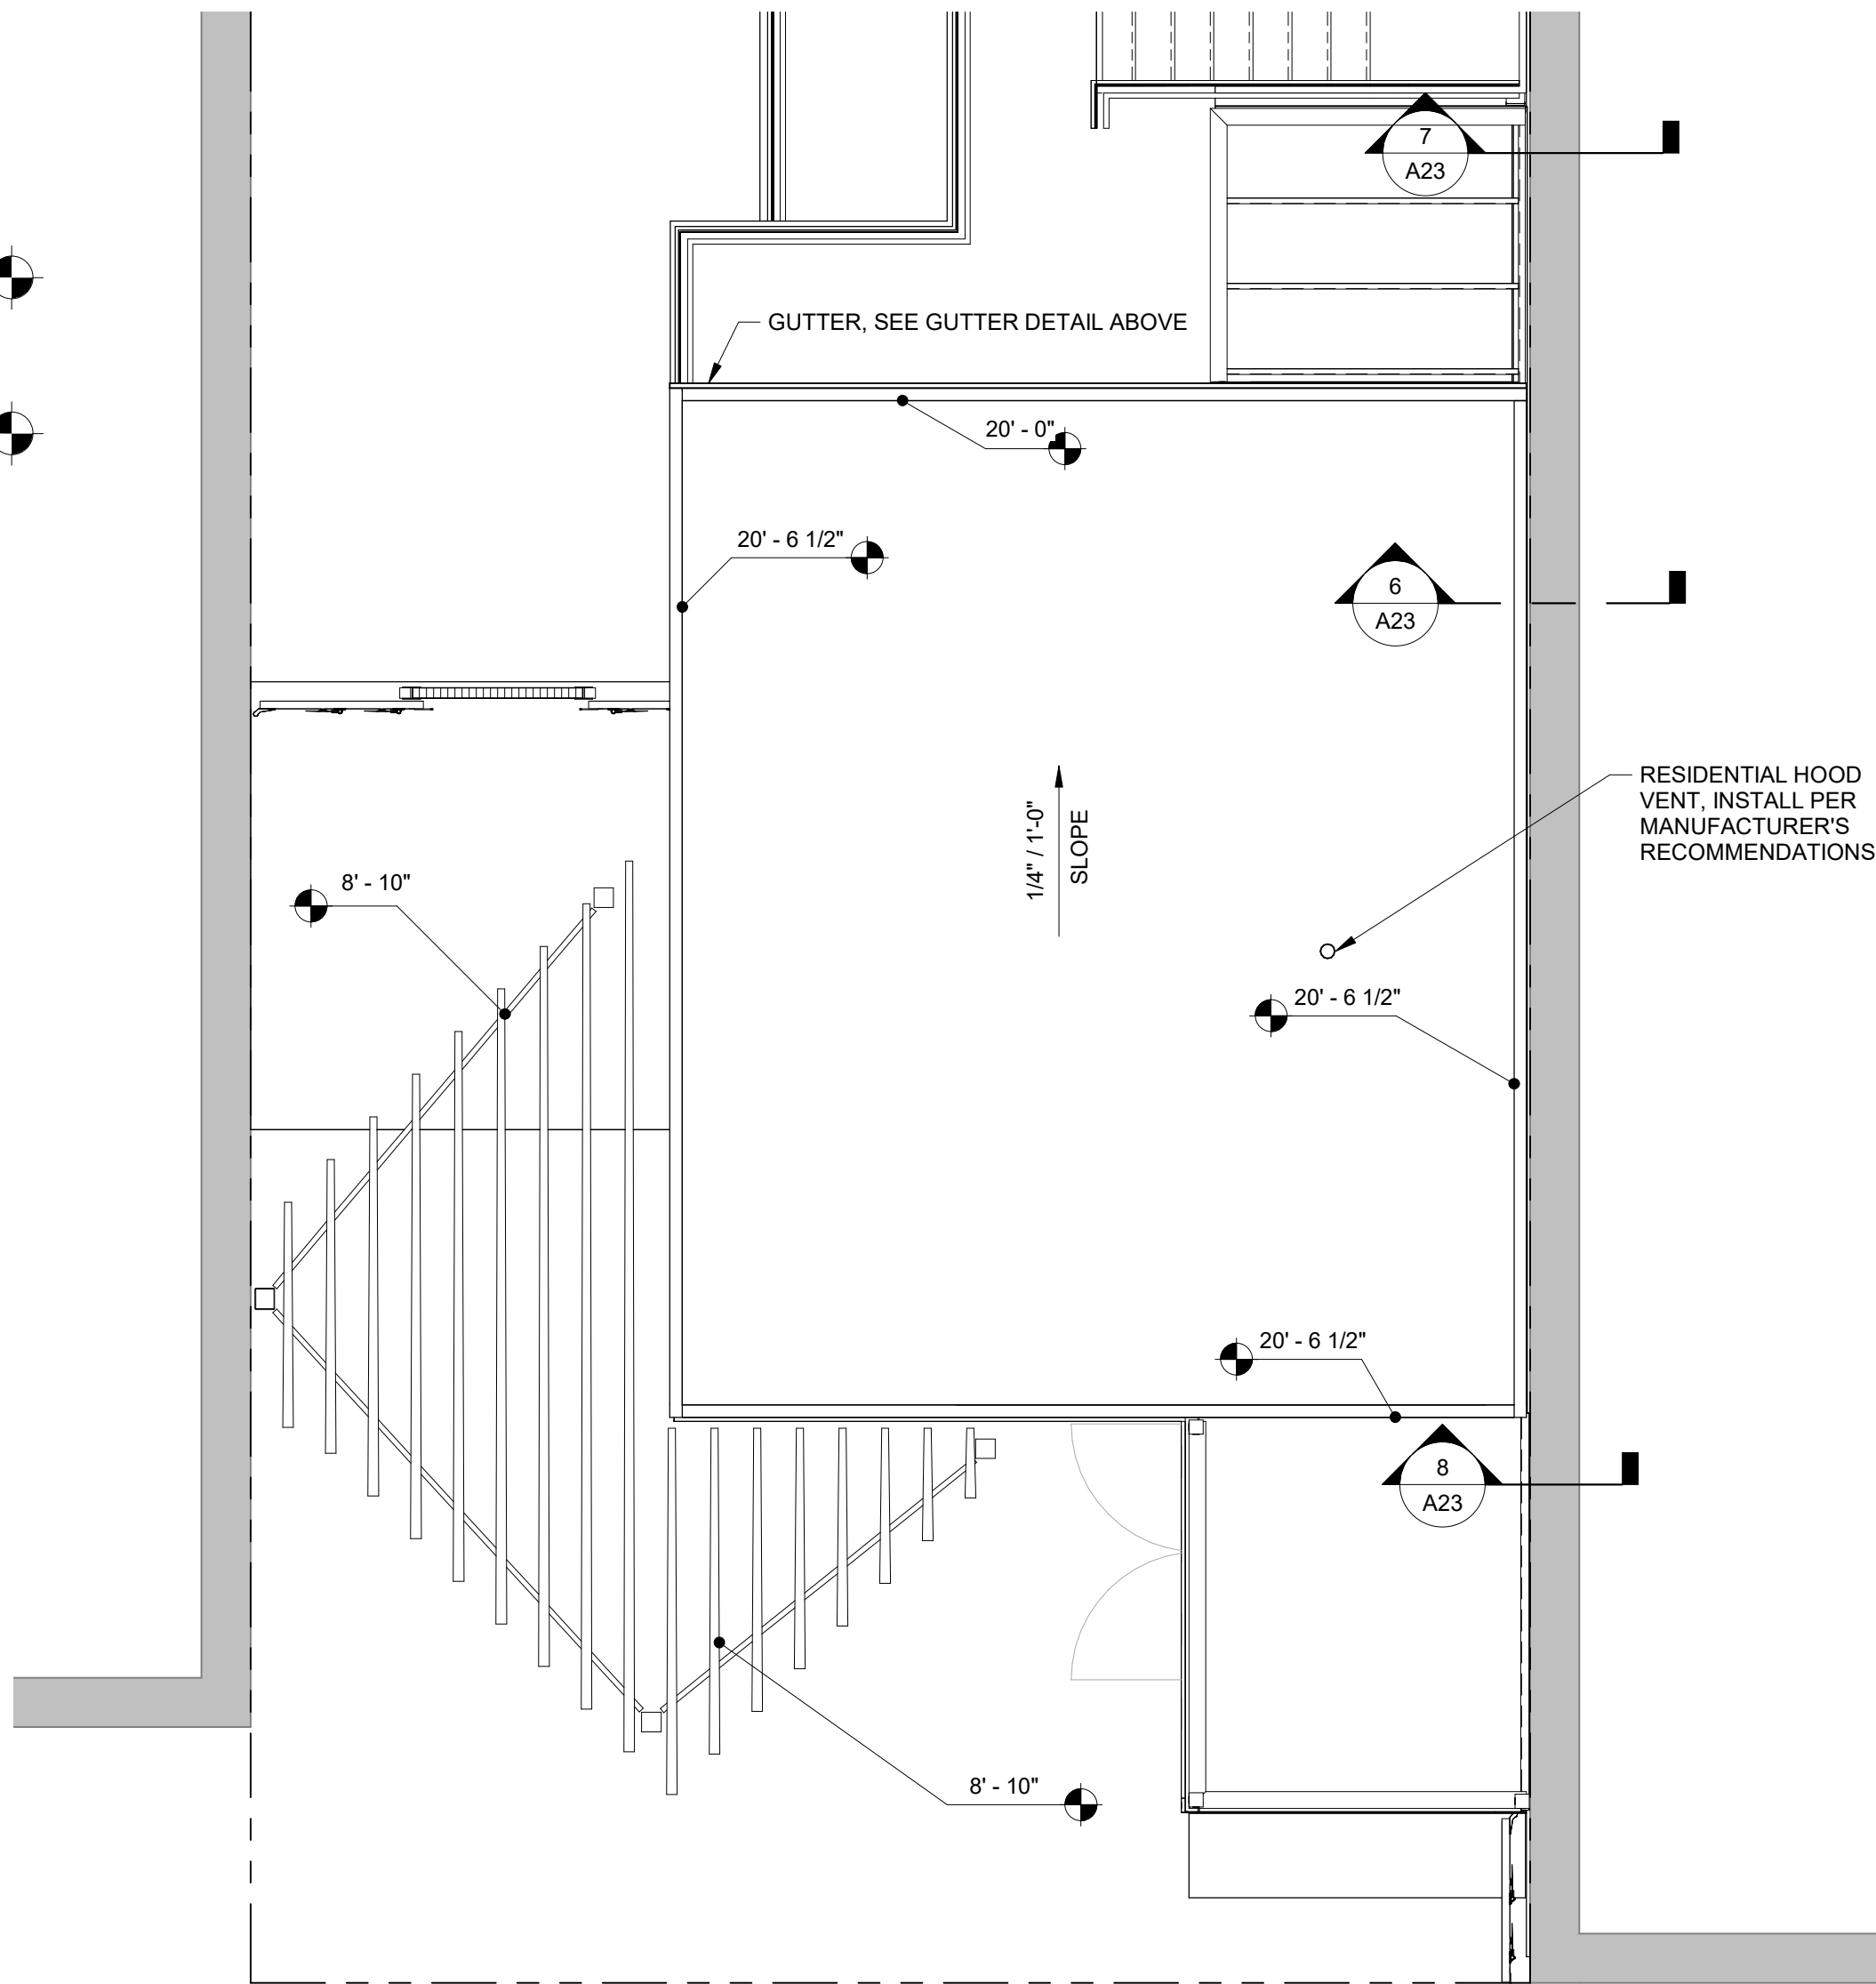 7
A23
GUTTER, SEE GUTTER DETAIL ABOVE
20' - 0"
20' - 6 1/2"
6
A23
RESIDENTIAL HOOD
VENT, INSTALL PER
MANUFACTURER'S
RECOMMENDATIONS
1/4" / 1'-0"
SLOPE
8' - 10"
20' - 6 1/2"
20' - 6 1/2"
8
A23
8' - 10"